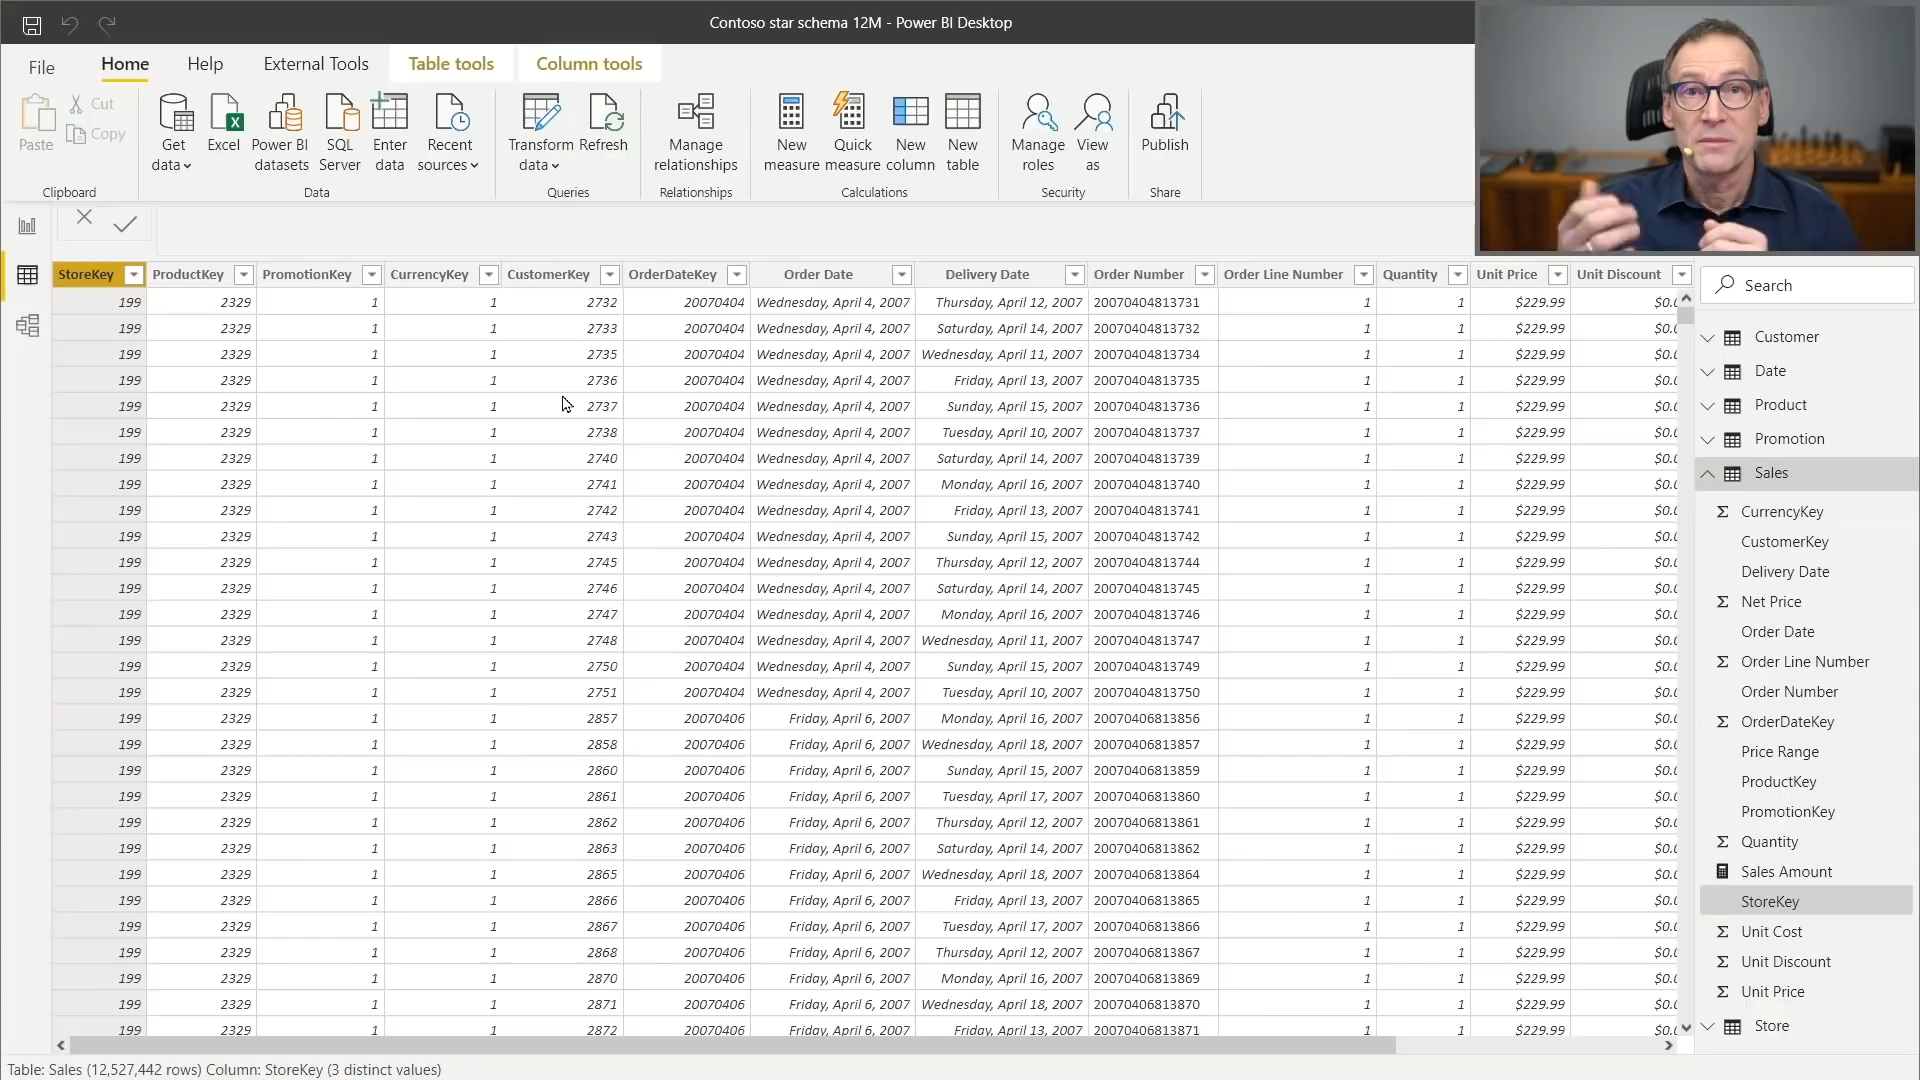 Contoso star schema 12M - Power BI Desktop
File Home Help External Tools Table tools Column tools
Paste Cut Copy Get data Excel Power BI datasets SQL Server Enter data Recent sources Transform data Refresh Manage relationships New measure Quick measure New column New table Manage roles View as Publish
Clipboard Data Queries Relationships Calculations Security Share
StoreKey ProductKey PromotionKey CurrencyKey CustomerKey OrderDateKey Order Date Delivery Date Order Number Order Line Number Quantity Unit Price Unit Discount
199 2329 1 1 2732 20070404 Wednesday, April 4, 2007 Thursday, April 12, 2007 20070404813731 1 1 $229.99
199 2329 1 1 2733 20070404 Wednesday, April 4, 2007 Saturday, April 14, 2007 20070404813732 1 1 $229.99
199 2329 1 1 2735 20070404 Wednesday, April 4, 2007 Wednesday, April 11, 2007 20070404813734 1 1 $229.99
199 2329 1 1 2736 20070404 Wednesday, April 4, 2007 Friday, April 13, 2007 20070404813735 1 1 $229.99
199 2329 1 1 2737 20070404 Wednesday, April 4, 2007 Sunday, April 15, 2007 20070404813736 1 1 $229.99
199 2329 1 1 2738 20070404 Wednesday, April 4, 2007 Tuesday, April 10, 2007 20070404813737 1 1 $229.99
199 2329 1 1 2740 20070404 Wednesday, April 4, 2007 Saturday, April 14, 2007 20070404813739 1 1 $229.99
199 2329 1 1 2741 20070404 Wednesday, April 4, 2007 Monday, April 16, 2007 20070404813740 1 1 $229.99
199 2329 1 1 2742 20070404 Wednesday, April 4, 2007 Friday, April 13, 2007 20070404813741 1 1 $229.99
199 2329 1 1 2743 20070404 Wednesday, April 4, 2007 Sunday, April 15, 2007 20070404813742 1 1 $229.99
199 2329 1 1 2745 20070404 Wednesday, April 4, 2007 Thursday, April 12, 2007 20070404813744 1 1 $229.99
199 2329 1 1 2746 20070404 Wednesday, April 4, 2007 Saturday, April 14, 2007 20070404813745 1 1 $229.99
199 2329 1 1 2747 20070404 Wednesday, April 4, 2007 Monday, April 16, 2007 20070404813746 1 1 $229.99
199 2329 1 1 2748 20070404 Wednesday, April 4, 2007 Wednesday, April 11, 2007 20070404813747 1 1 $229.99
199 2329 1 1 2750 20070404 Wednesday, April 4, 2007 Sunday, April 15, 2007 20070404813749 1 1 $229.99
199 2329 1 1 2751 20070404 Wednesday, April 4, 2007 Tuesday, April 10, 2007 20070404813750 1 1 $229.99
199 2329 1 1 2857 20070406 Friday, April 6, 2007 Monday, April 16, 2007 20070406813856 1 1 $229.99
199 2329 1 1 2858 20070406 Friday, April 6, 2007 Wednesday, April 18, 2007 20070406813857 1 1 $229.99
199 2329 1 1 2860 20070406 Friday, April 6, 2007 Sunday, April 15, 2007 20070406813859 1 1 $229.99
199 2329 1 1 2861 20070406 Friday, April 6, 2007 Tuesday, April 17, 2007 20070406813860 1 1 $229.99
199 2329 1 1 2862 20070406 Friday, April 6, 2007 Thursday, April 12, 2007 20070406813861 1 1 $229.99
199 2329 1 1 2863 20070406 Friday, April 6, 2007 Saturday, April 14, 2007 20070406813862 1 1 $229.99
199 2329 1 1 2865 20070406 Friday, April 6, 2007 Wednesday, April 18, 2007 20070406813864 1 1 $229.99
199 2329 1 1 2866 20070406 Friday, April 6, 2007 Friday, April 13, 2007 20070406813865 1 1 $229.99
199 2329 1 1 2867 20070406 Friday, April 6, 2007 Tuesday, April 17, 2007 20070406813866 1 1 $229.99
199 2329 1 1 2868 20070406 Friday, April 6, 2007 Thursday, April 12, 2007 20070406813867 1 1 $229.99
199 2329 1 1 2870 20070406 Friday, April 6, 2007 Monday, April 16, 2007 20070406813869 1 1 $229.99
199 2329 1 1 2871 20070406 Friday, April 6, 2007 Wednesday, April 18, 2007 20070406813870 1 1 $229.99
199 2329 1 1 2872 20070406 Friday, April 6, 2007 Friday, April 13, 2007 20070406813871 1 1 $229.99
Search
Customer
Date
Product
Promotion
Sales
CurrencyKey
CustomerKey
Delivery Date
Net Price
Order Date
Order Line Number
Order Number
OrderDateKey
Price Range
ProductKey
PromotionKey
Quantity
Sales Amount
StoreKey
Unit Cost
Unit Discount
Unit Price
Store
Table: Sales (12,527,442 rows) Column: StoreKey (3 distinct values)